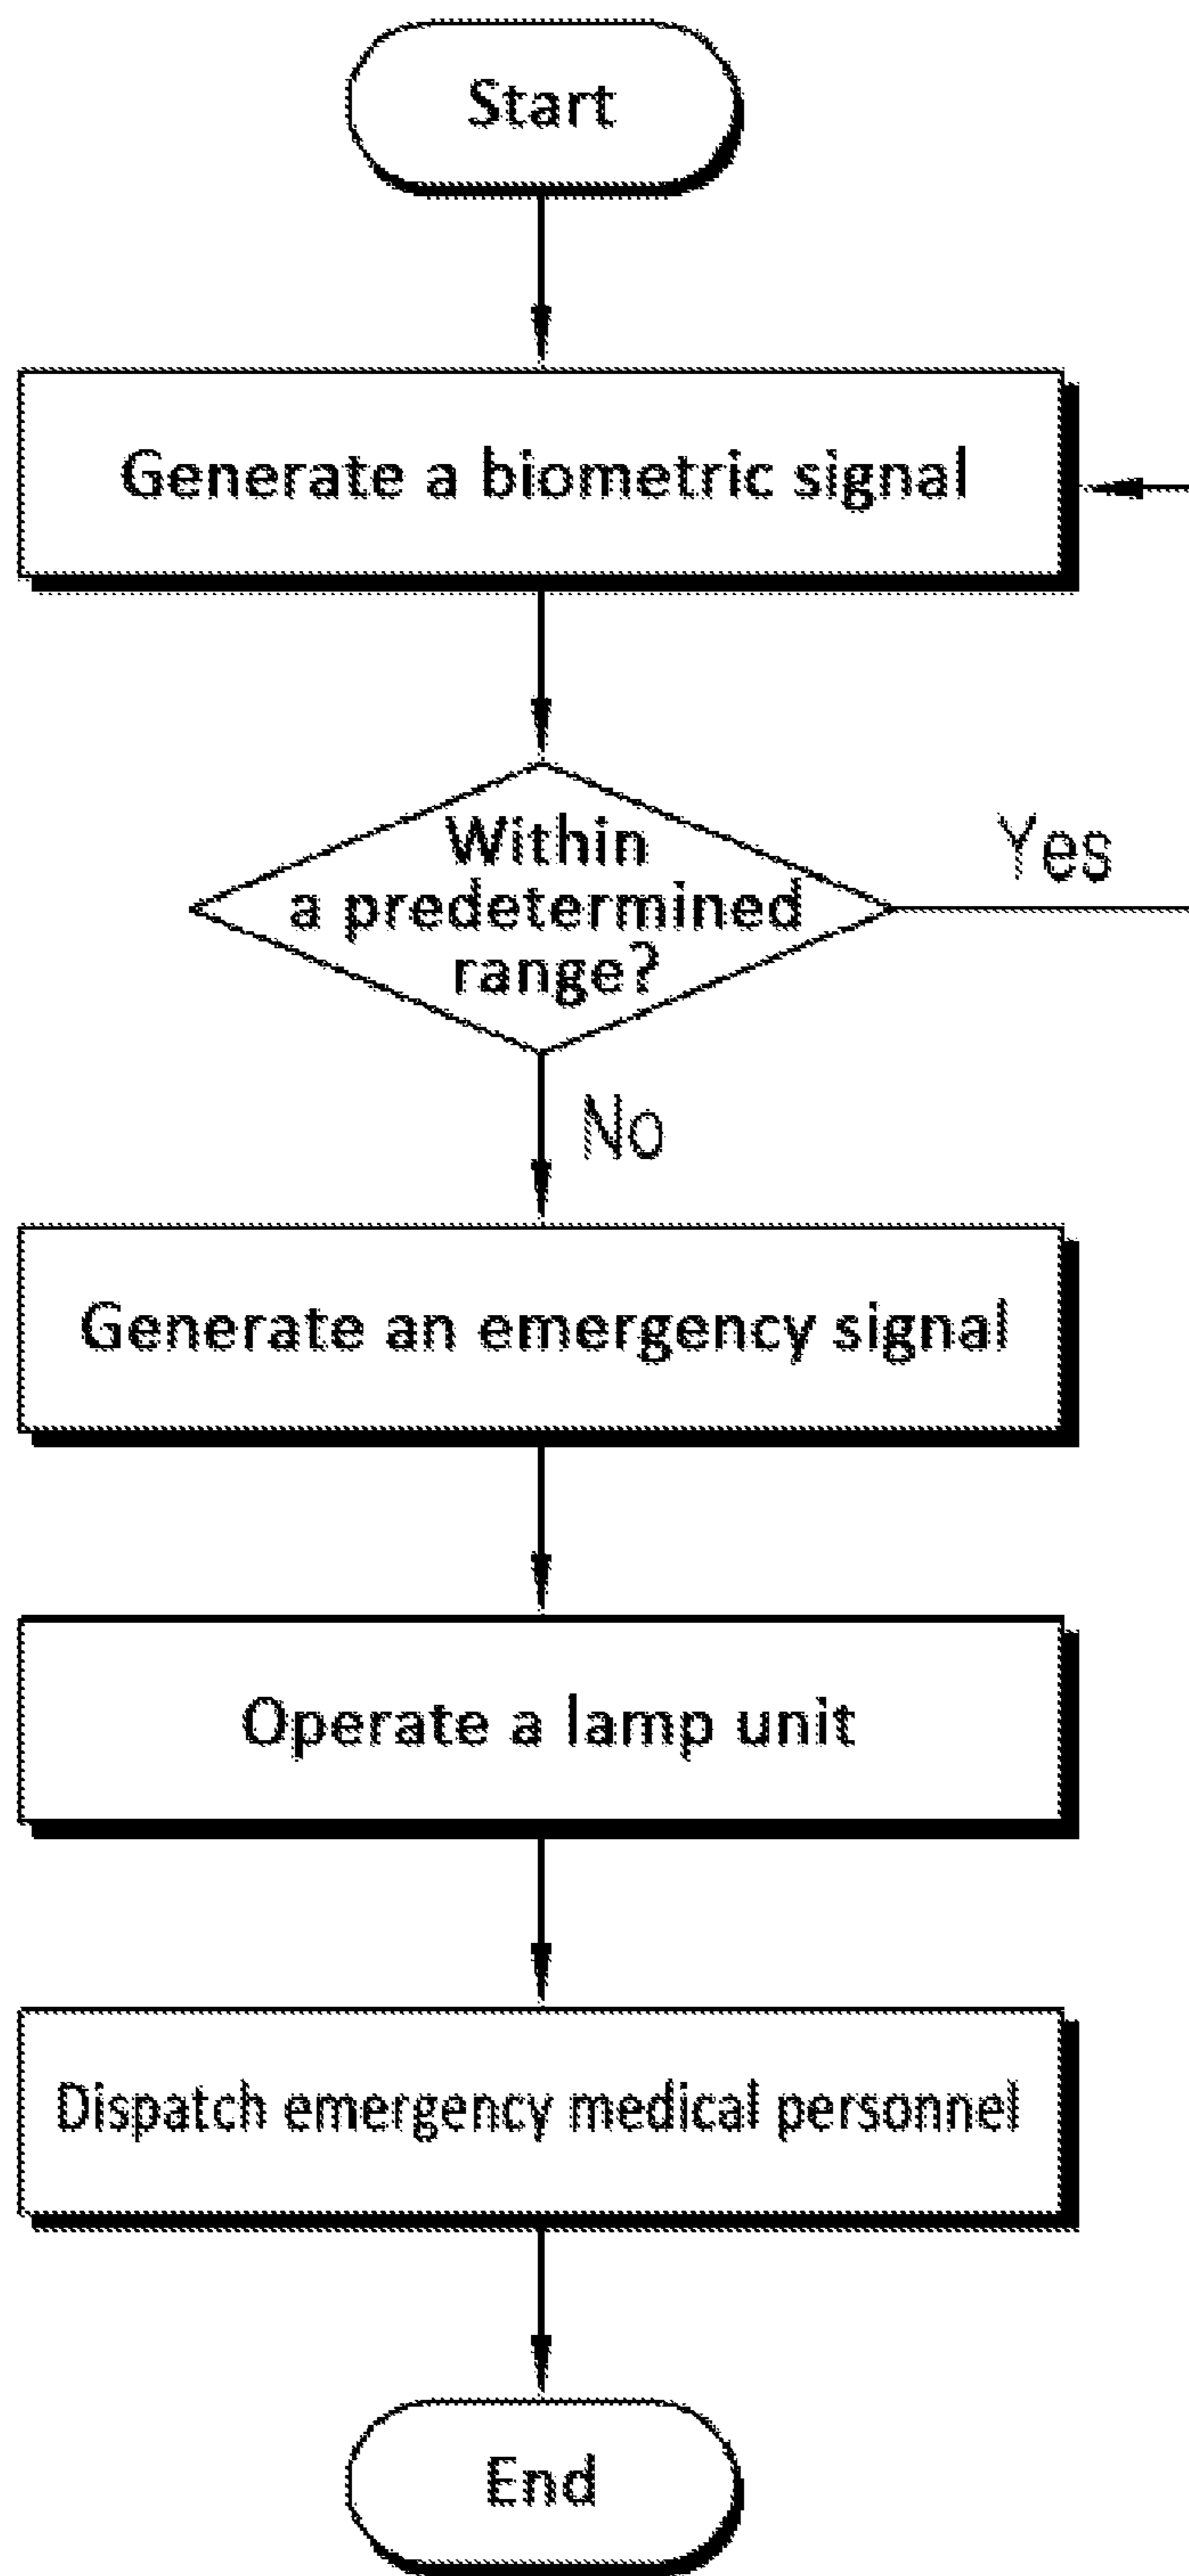 Start
Generate a biometric signal
Within
a predetermined
range?
Yes
No
Generate an emergency signal
Operate a lamp unit
Dispatch emergency medical personnel
End